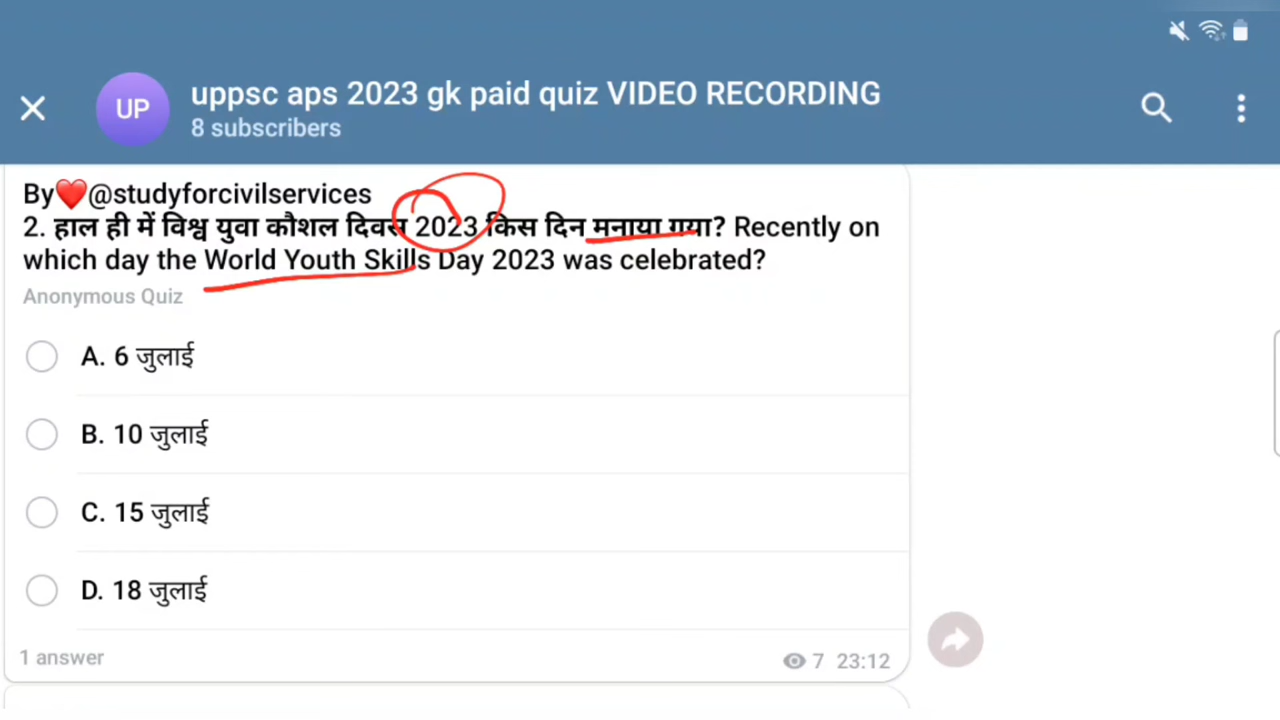 uppsc aps 2023 gk paid quiz VIDEO RECORDING
UP
8 subscribers
By❤️@studyforcivilservices
2. हाल ही में विश्व युवा कौशल दिवस 2023 किस दिन मनाया गया? Recently on
which day the World Youth Skills Day 2023 was celebrated?
Anonymous Quiz
A. 6 जुलाई
B. 10 जुलाई
C. 15 जुलाई
D. 18 जुलाई
1 answer
7 23:12